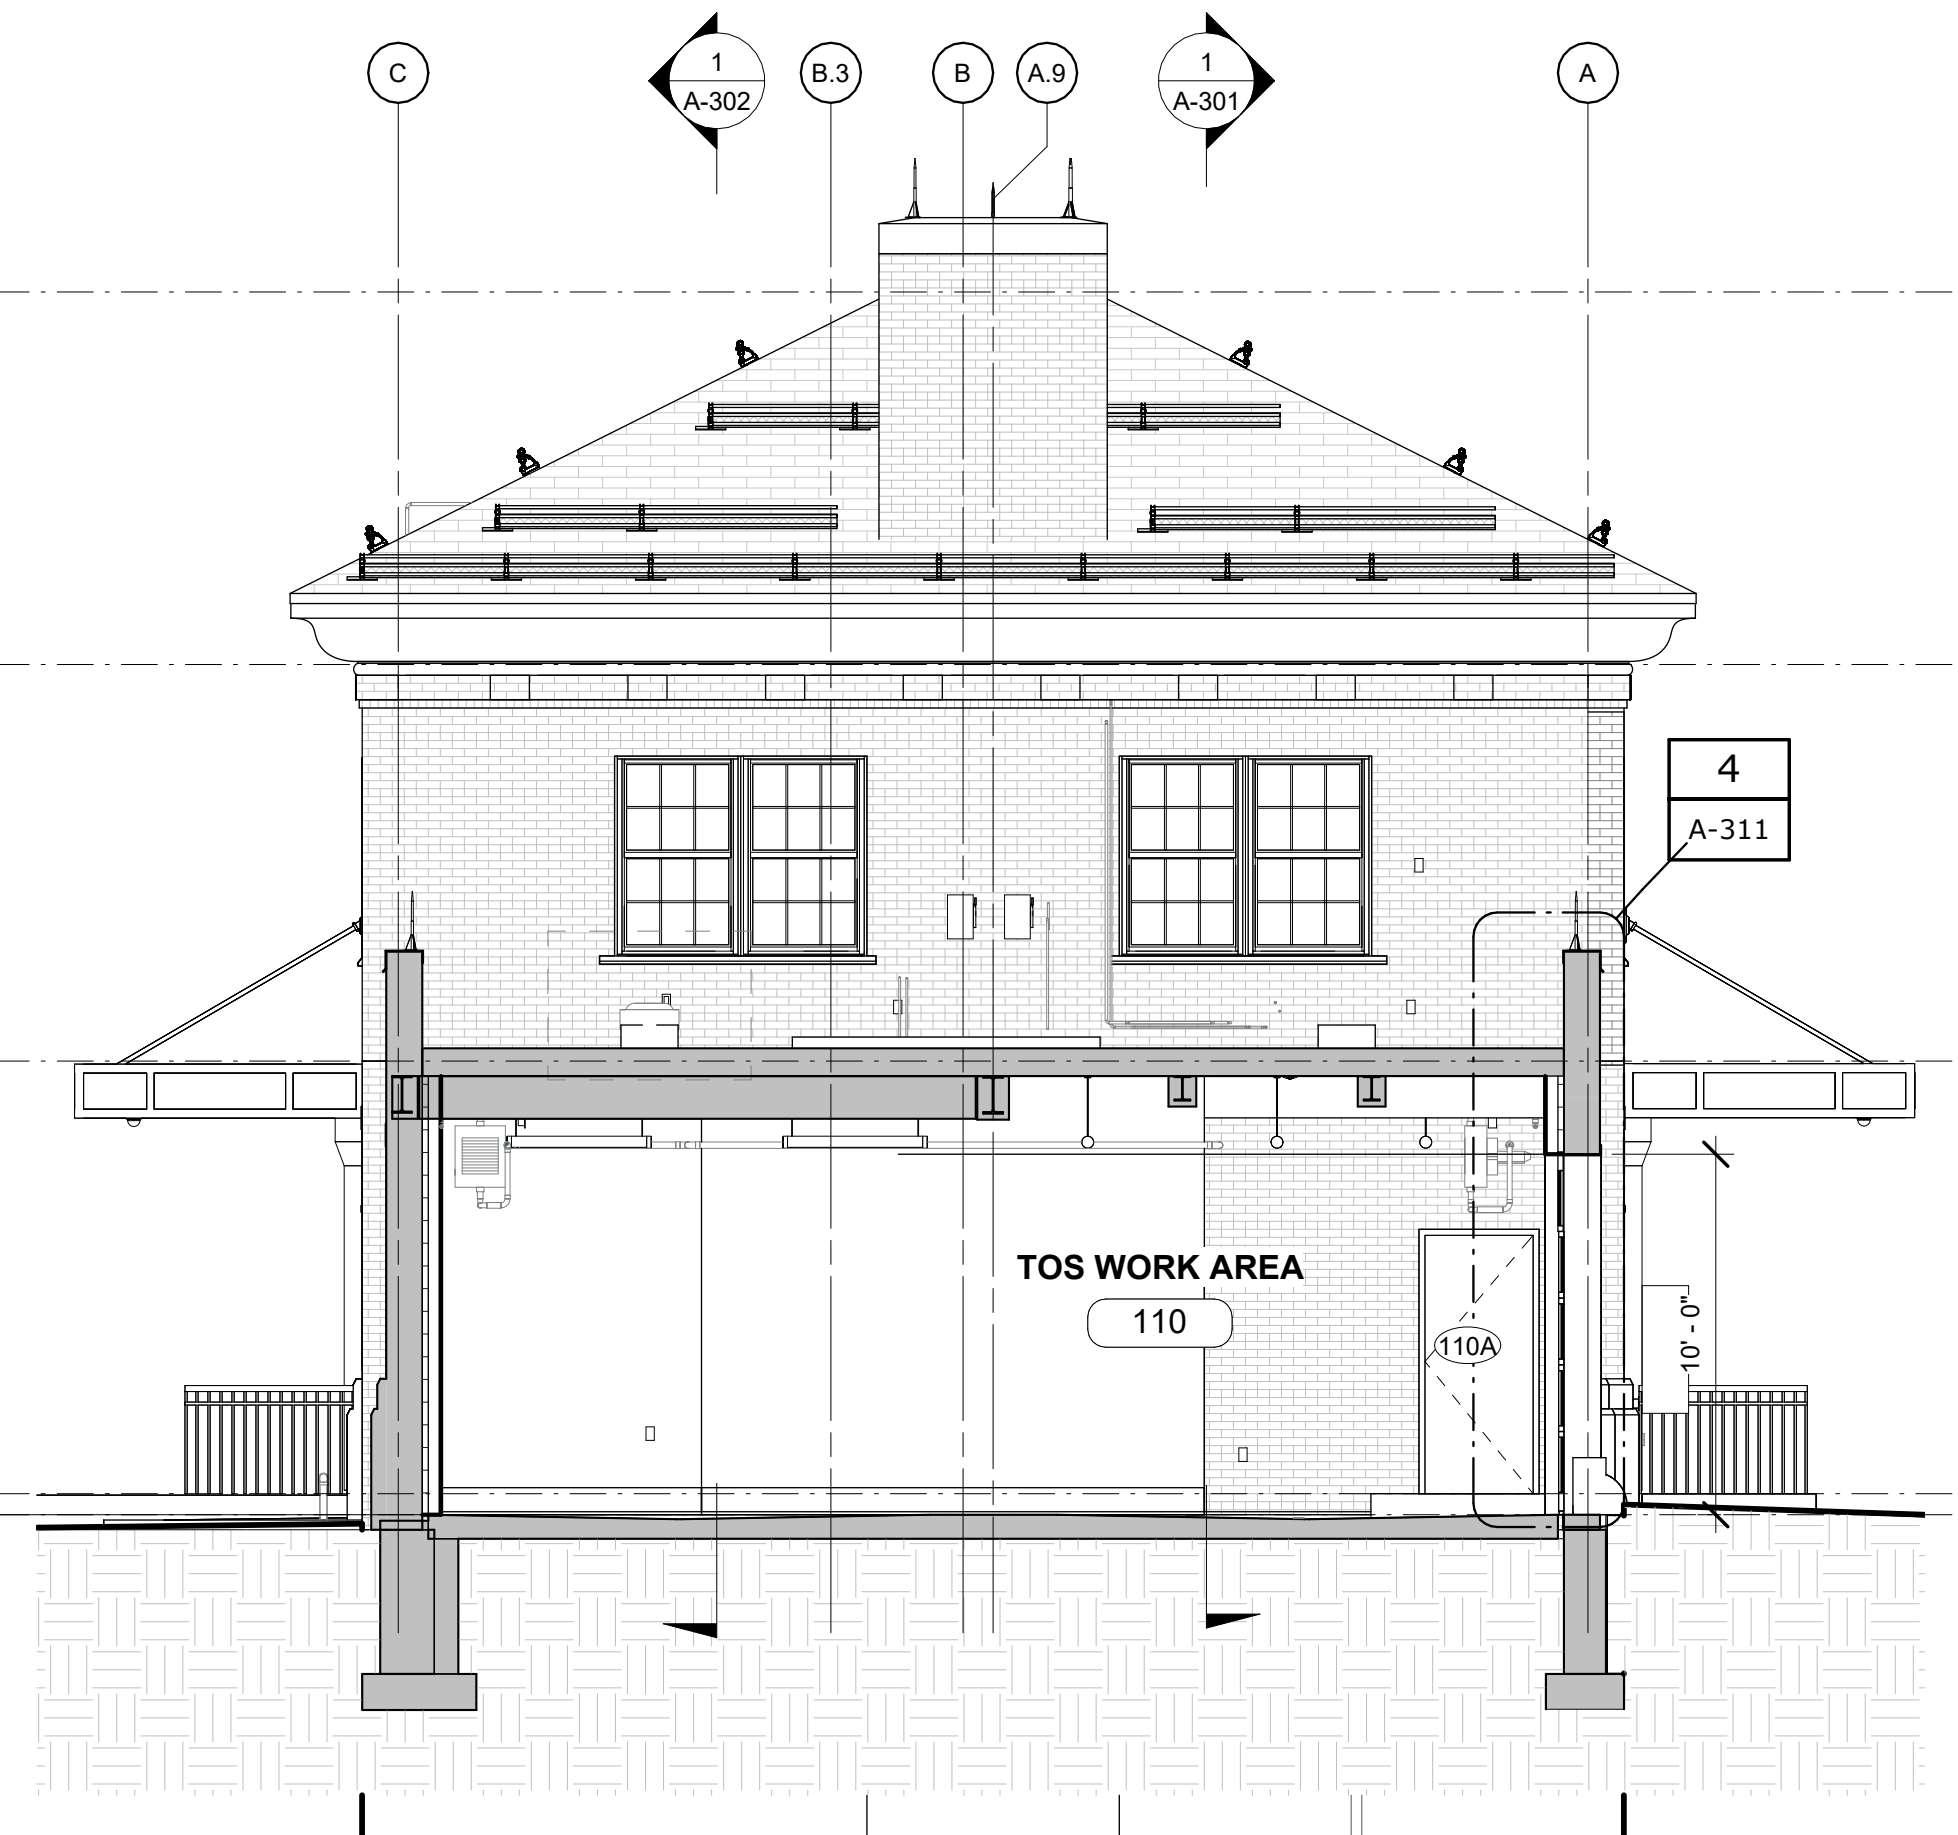 C
1
A-302
B.3
B
A.9
1
A-301
A
4
A-311
TOS WORK AREA
110
110A
10' - 0"